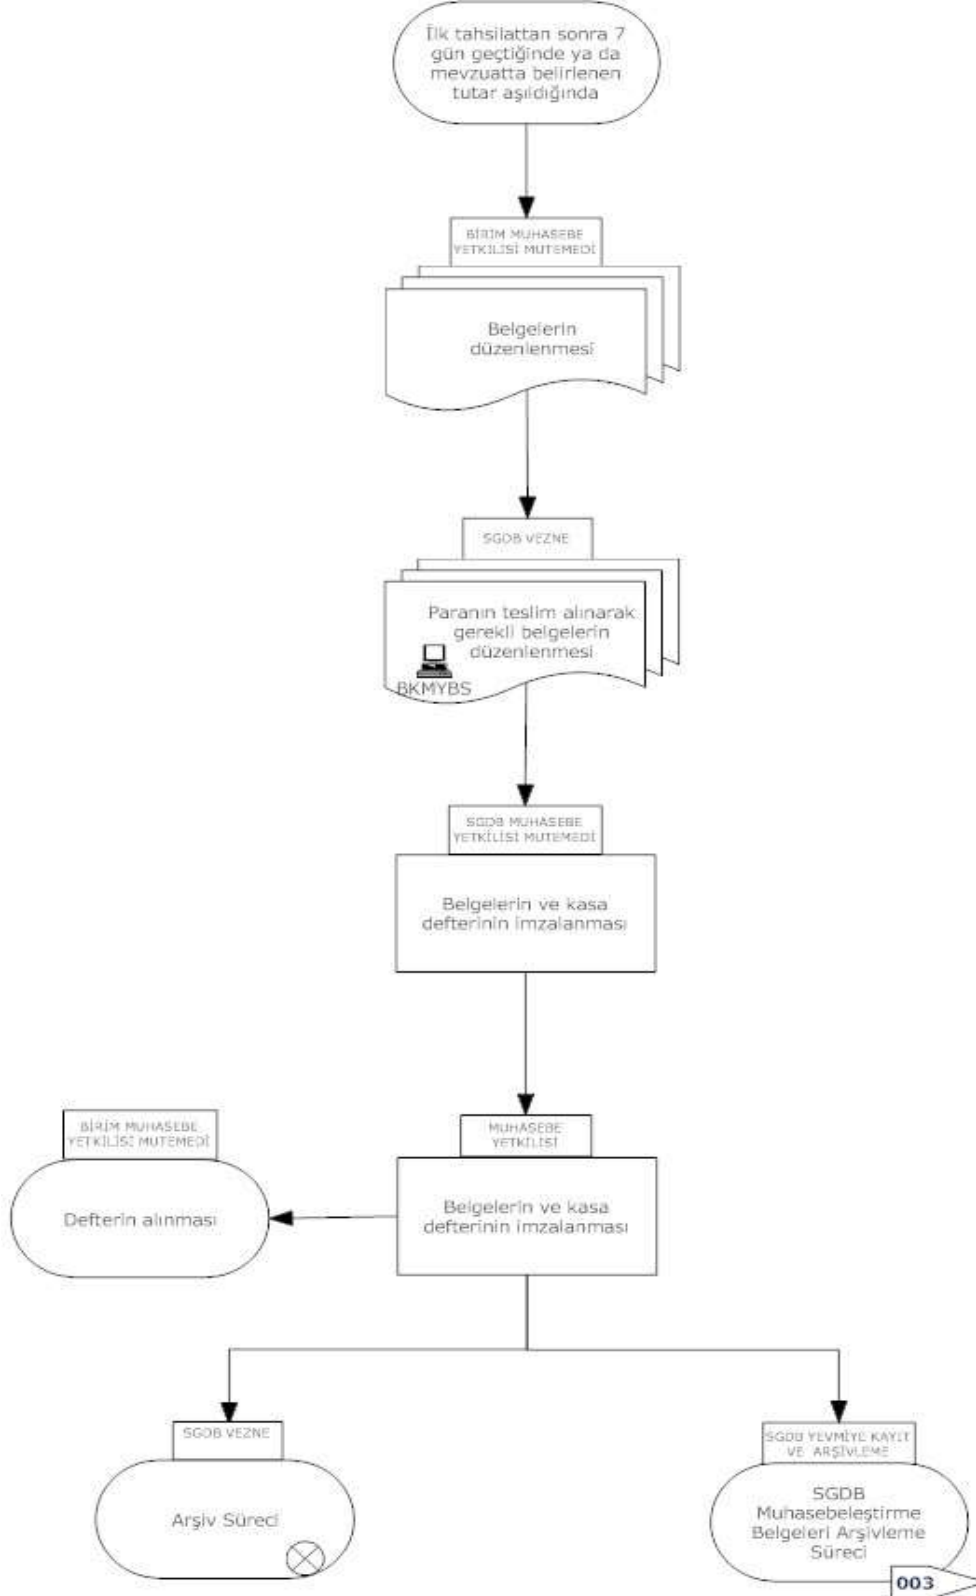 İlk tahsilattan sonra 7
gün geçtiğinde ya da
mevzuatta belirlenen
tutar aşıldığında
BİRİM MUHASEBE
YETKİLİSİ MUTEMEDİ
Belgelerin
düzenlenmesi
SGDB VEZNE
Paranın teslim alınarak
gerekli belgelerin
düzenlenmesi
BKMYBS
SGDB MUHASEBE
YETKİLİSİ MUTEMEDİ
Belgelerin ve kasa
defterinin imzalanması
BİRİM MUHASEBE
YETKİLİSİ MUTEMEDİ
Defterin alınması
MUHASEBE
YETKİLİSİ
Belgelerin ve kasa
defterinin imzalanması
SGDB VEZNE
Arşiv Süreci
SGDB YEVMİYE KAYIT
VE ARŞİVLEME
SGDB
Muhasebeleştirme
Belgeleri Arşivleme
Süreci
003